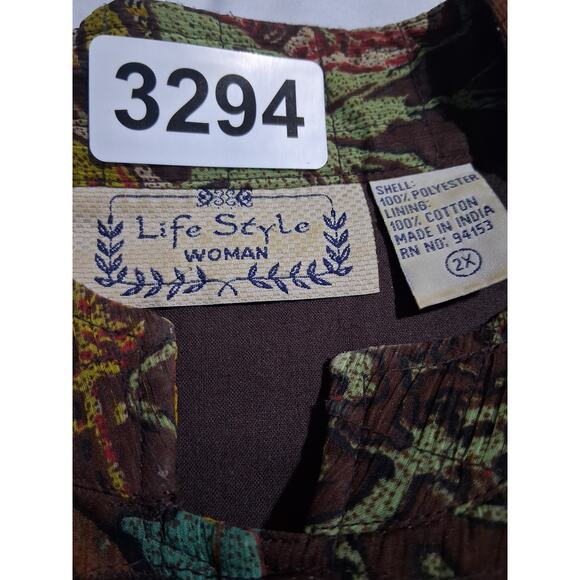 3294
Life Style
WOMAN
SHELL:
100% POLYESTER
LINING:
100% COTTON
MADE IN INDIA
RN NO: 94153
2X